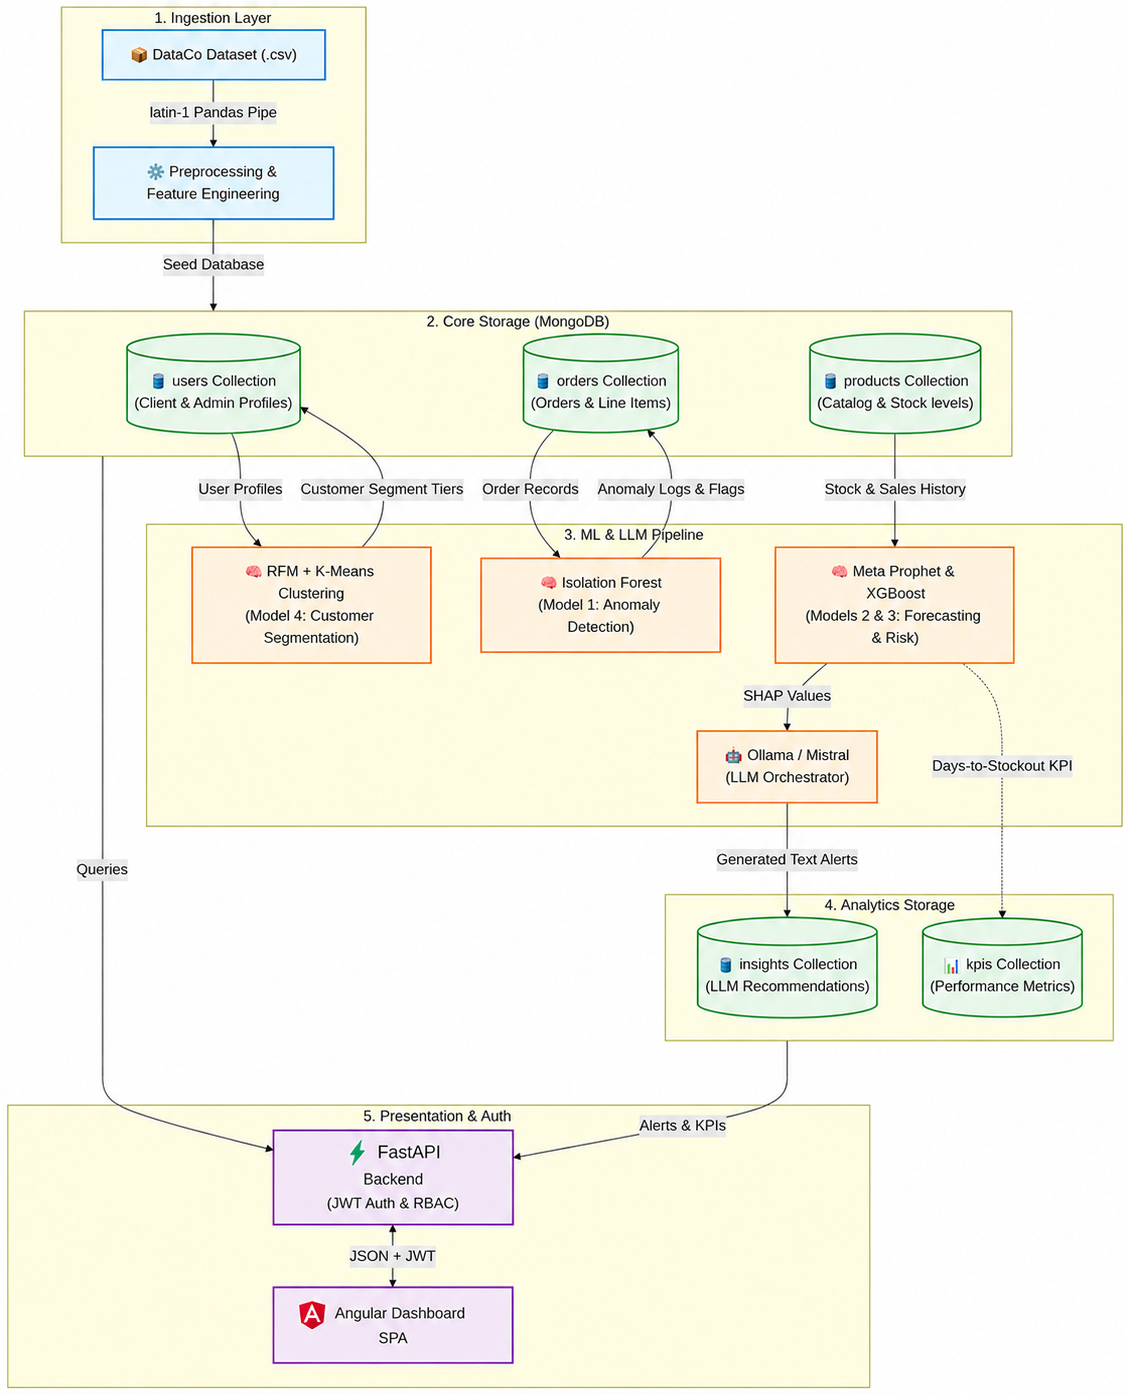 1. Ingestion Layer
DataCo Dataset (.csv)
latin-1 Pandas Pipe
Preprocessing &
Feature Engineering
Seed Database
2. Core Storage (MongoDB)
users Collection
(Client & Admin Profiles)
orders Collection
(Orders & Line Items)
products Collection
(Catalog & Stock levels)
User Profiles
Customer Segment Tiers
Order Records
Anomaly Logs & Flags
Stock & Sales History
3. ML & LLM Pipeline
RFM + K-Means
Clustering
(Model 4: Customer
Segmentation)
Isolation Forest
(Model 1: Anomaly
Detection)
Meta Prophet &
XGBoost
(Models 2 & 3: Forecasting
& Risk)
SHAP Values
Ollama / Mistral
(LLM Orchestrator)
Days-to-Stockout KPI
Queries
Generated Text Alerts
4. Analytics Storage
insights Collection
(LLM Recommendations)
kpis Collection
(Performance Metrics)
5. Presentation & Auth
Alerts & KPIs
FastAPI
Backend
(JWT Auth & RBAC)
JSON + JWT
Angular Dashboard
SPA